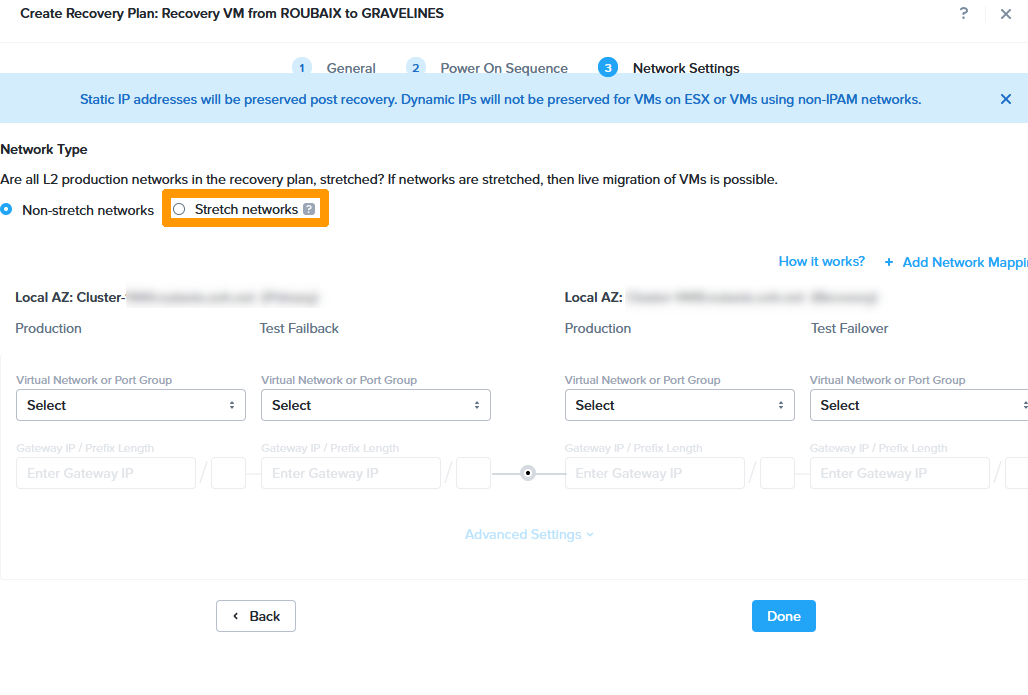 Create Recovery Plan: Recovery VM from ROUBAIX to GRAVELINES
?
1 General 2 Power On Sequence 3 Network Settings
Static IP addresses will be preserved post recovery. Dynamic IPs will not be preserved for VMs on ESX or VMs using non-IPAM networks.
Network Type
Are all L2 production networks in the recovery plan, stretched? If networks are stretched, then live migration of VMs is possible.
Non-stretch networks Stretch networks ?
How it works? + Add Network Mappin
Local AZ: Cluster- Local AZ:
Production Test Failback Production Test Failover
Virtual Network or Port Group Virtual Network or Port Group Virtual Network or Port Group Virtual Network or Port Group
Select Select Select Select
Gateway IP / Prefix Length Gateway IP / Prefix Length Gateway IP / Prefix Length Gateway IP / Prefix Length
Enter Gateway IP / Enter Gateway IP / Enter Gateway IP / Enter Gateway IP /
Advanced Settings
Back Done